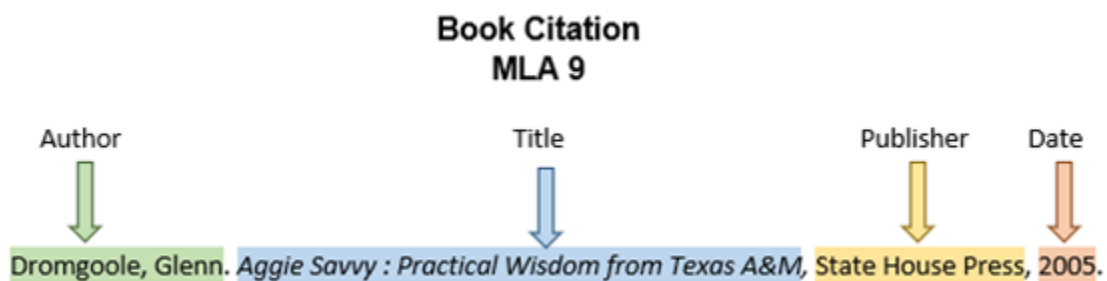 Book Citation
MLA 9
Author Title Publisher Date
Dromgoole, Glenn. Aggie Savvy : Practical Wisdom from Texas A&M, State House Press, 2005.